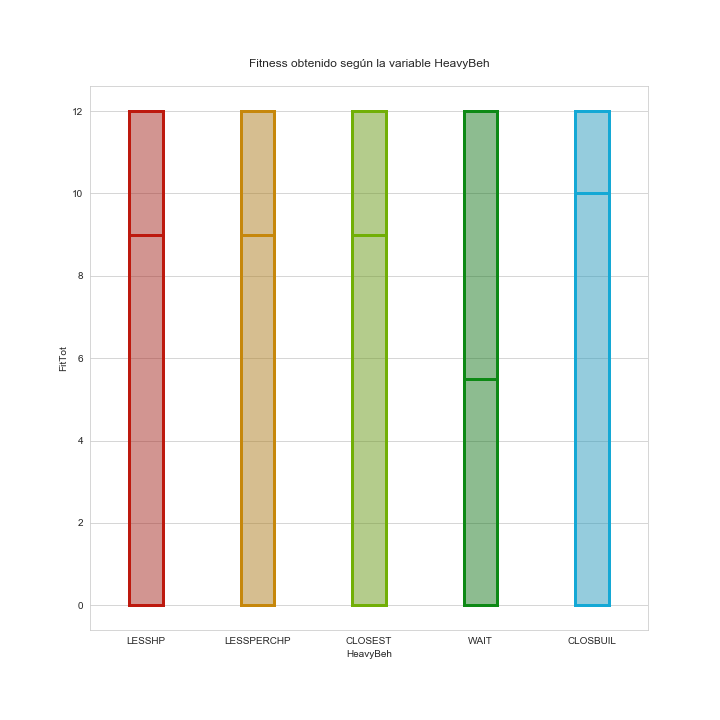 Fitness obtenido según la variable HeavyBeh
12
10
8
6
4
2
0
FitTot
LESSHP LESSPERCHP CLOSEST WAIT CLOSBUIL
HeavyBeh